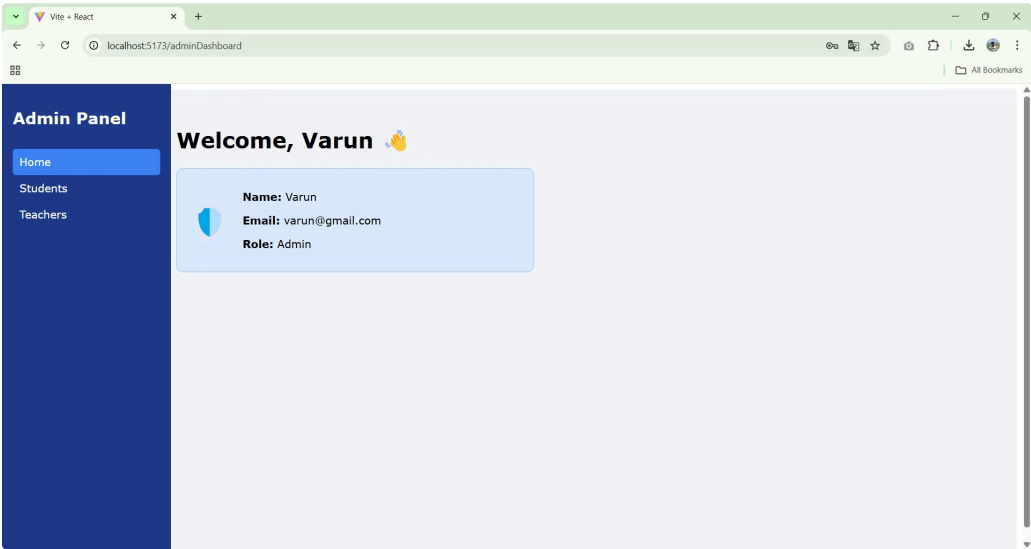 Vite + React
localhost:5173/adminDashboard
All Bookmarks
Admin Panel
Home
Students
Teachers
Welcome, Varun 👋
Name: Varun
Email: varun@gmail.com
Role: Admin